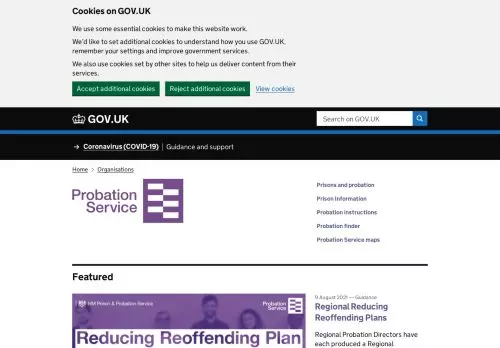 Cookies on GOV.UK
We use some essential cookies to make this website work.
We'd like to set additional cookies to understand how you use GOV.UK,
remember your settings and improve government services.
We also use cookies set by other sites to help us deliver content from their
services.
Accept additional cookies Reject additional cookies View cookies
GOV.UK
Search on GOV.UK
→ Coronavirus (COVID-19) | Guidance and support
Home > Organisations
Probation
Service
Prisons and probation
Prison Information
Probation Instructions
Probation finder
Probation Service maps
Featured
HM Prison & Probation Service
Probation
Service
Reducing Reoffending Plan
9 August 2021 — Guidance
Regional Reducing
Reoffending Plans
Regional Probation Directors have
each produced a Regional